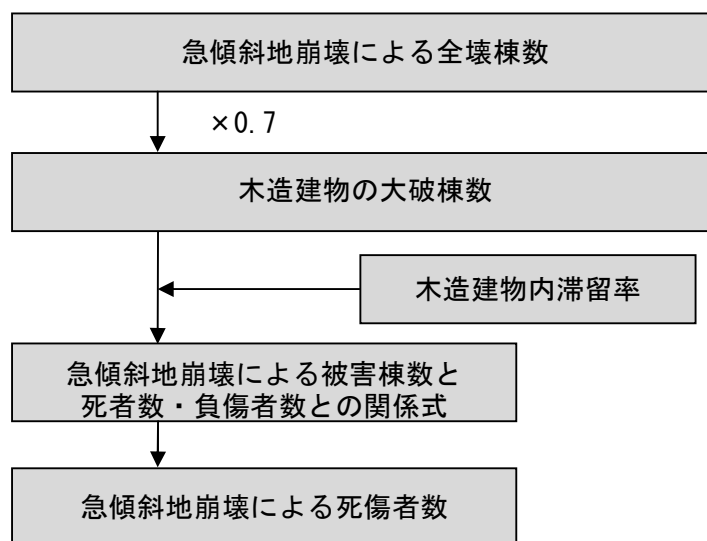 急傾斜地崩壊による全壊棟数
×0.7
木造建物の大破棟数
木造建物内滞留率
急傾斜地崩壊による被害棟数と
死者数・負傷者数との関係式
急傾斜地崩壊による死傷者数